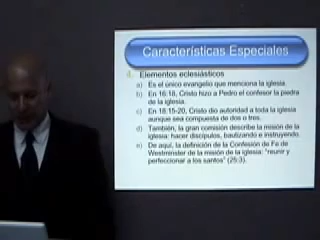 Características Especiales
d. Elementos eclesiásticos
a) Es el único evangelio que menciona la iglesia.
b) En 16:18, Cristo hizo a Pedro el confesor la piedra
de la iglesia.
c) En 18.15-20, Cristo dio autoridad a toda la iglesia
aunque sea compuesta de dos o tres.
d) También, la gran comisión describe la misión de la
iglesia: hacer discípulos, bautizando e instruyendo.
e) De aquí, la definición de la Confesión de Fe de
Westminster de la misión de la iglesia: "reunir y
perfeccionar a los santos" (25:3).